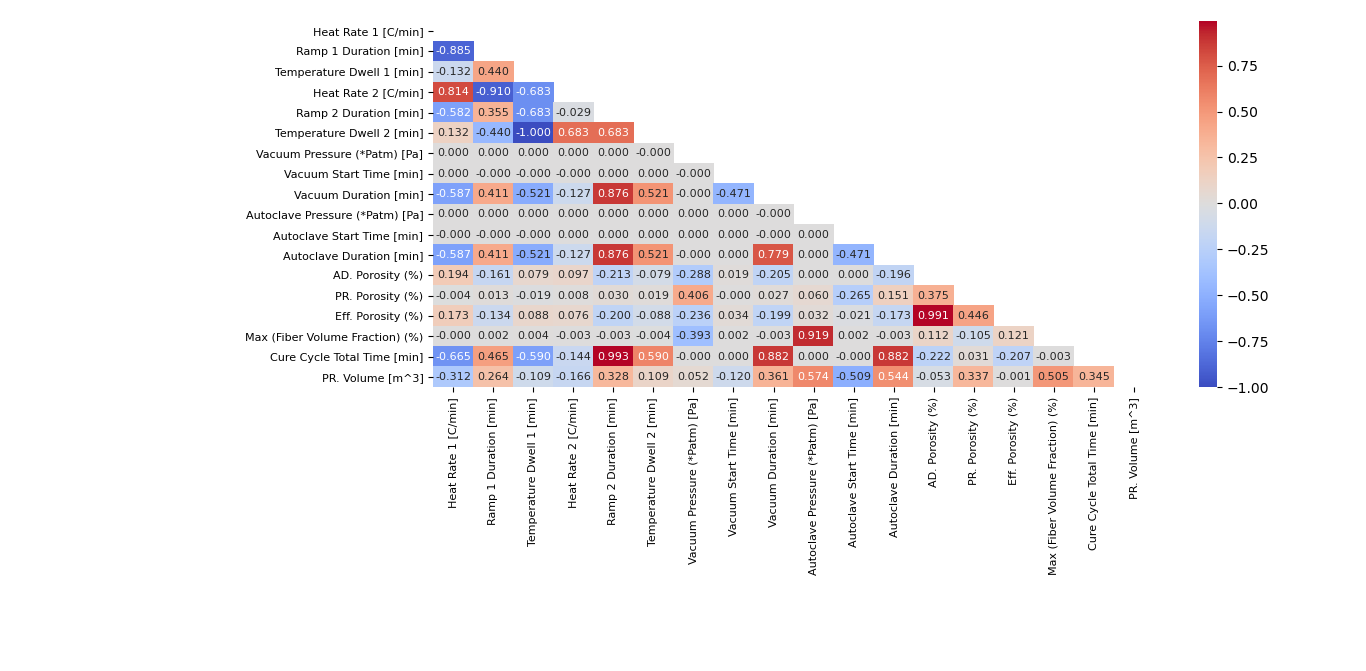 Heat Rate 1 [C/min]
Ramp 1 Duration [min] -0.885
Temperature Dwell 1 [min] -0.132 0.440
Heat Rate 2 [C/min] 0.814 -0.910 -0.683
Ramp 2 Duration [min] -0.582 0.355 -0.683 -0.029
Temperature Dwell 2 [min] 0.132 -0.440 -1.000 0.683 0.683
Vacuum Pressure (*Patm) [Pa] 0.000 0.000 0.000 0.000 0.000 -0.000
Vacuum Start Time [min] 0.000 -0.000 -0.000 -0.000 0.000 0.000 -0.000
Vacuum Duration [min] -0.587 0.411 -0.521 -0.127 0.876 0.521 -0.000 -0.471
Autoclave Pressure (*Patm) [Pa] 0.000 0.000 0.000 0.000 0.000 0.000 0.000 0.000 -0.000
Autoclave Start Time [min] -0.000 -0.000 -0.000 0.000 -0.000 0.000 0.000 0.000 -0.000 0.000
Autoclave Duration [min] -0.587 0.411 -0.521 -0.127 0.876 0.521 -0.000 0.000 0.779 0.000 -0.471
AD. Porosity (%) 0.194 -0.161 0.079 0.097 -0.213 -0.079 -0.288 0.019 -0.205 0.000 0.000 -0.196
PR. Porosity (%) -0.004 0.013 -0.019 0.008 0.030 0.019 0.406 -0.000 0.027 0.060 -0.265 0.151 0.375
Eff. Porosity (%) 0.173 -0.134 0.088 0.076 -0.200 -0.088 -0.236 0.034 -0.199 0.032 -0.021 -0.173 0.991 0.446
Max (Fiber Volume Fraction) (%) -0.000 0.002 0.004 -0.003 -0.003 -0.004 -0.393 0.002 -0.003 0.919 0.002 -0.003 0.112 -0.105 0.121
Cure Cycle Total Time [min] -0.665 0.465 -0.590 -0.144 0.993 0.590 -0.000 0.000 0.882 0.000 -0.000 0.882 -0.222 0.031 -0.207 -0.003
PR. Volume [m^3] -0.312 0.264 -0.109 -0.166 0.328 0.109 0.052 -0.120 0.361 0.574 -0.509 0.544 -0.053 0.337 -0.001 0.505 0.345
Heat Rate 1 [C/min]
Ramp 1 Duration [min]
Temperature Dwell 1 [min]
Heat Rate 2 [C/min]
Ramp 2 Duration [min]
Temperature Dwell 2 [min]
Vacuum Pressure (*Patm) [Pa]
Vacuum Start Time [min]
Vacuum Duration [min]
Autoclave Pressure (*Patm) [Pa]
Autoclave Start Time [min]
Autoclave Duration [min]
AD. Porosity (%)
PR. Porosity (%)
Eff. Porosity (%)
Max (Fiber Volume Fraction) (%)
Cure Cycle Total Time [min]
PR. Volume [m^3]
0.75
0.50
0.25
0.00
−0.25
−0.50
−0.75
−1.00